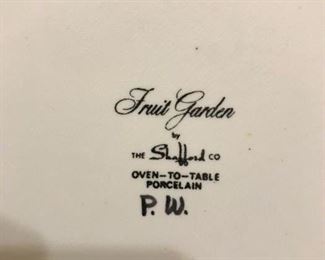 Fruit Garden
by
THE Shafford CO
OVEN-TO-TABLE
PORCELAIN
P.W.